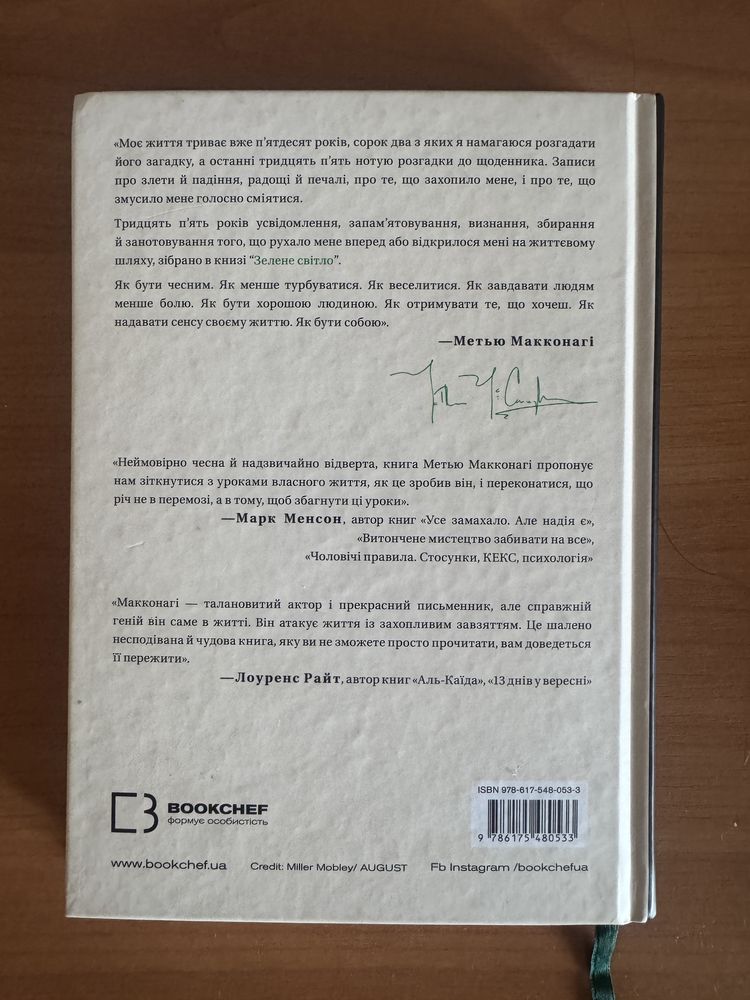 «Моє життя триває вже п’ятдесят років, сорок два з яких я намагаюся розгадати
його загадку, а останні тридцять п’ять нотую розгадки до щоденника. Записи
про злети й падіння, радощі й печалі, про те, що захопило мене, і про те, що
змусило мене голосно сміятися.
Тридцять п’ять років усвідомлення, запам’ятовування, визнання, збирання
й занотовування того, що рухало мене вперед або відкрилося мені на життєвому
шляху, зібрано в книзі “Зелене світло”.
Як бути чесним. Як менше турбуватися. Як веселитися. Як завдавати людям
менше болю. Як бути хорошою людиною. Як отримувати те, що хочеш. Як
надавати сенсу своєму життю. Як бути собою».
—Метью Макконагі
«Неймовірно чесна й надзвичайно відверта, книга Метью Макконагі пропонує
нам зіткнутися з уроками власного життя, як це зробив він, і переконатися, що
річ не в перемозі, а в тому, щоб збагнути ці уроки».
—Марк Менсон, автор книг «Усе замахало. Але надія є»,
«Витончене мистецтво забивати на все»,
«Чоловічі правила. Стосунки, КЕКС, психологія»
«Макконагі — талановитий актор і прекрасний письменник, але справжній
геній він саме в житті. Він атакує життя із захопливим завзяттям. Це шалено
несподівана й чудова книга, яку ви не зможете просто прочитати, вам доведеться
її пережити».
—Лоуренс Райт, автор книг «Аль-Каїда», «13 днів у вересні»
BOOKCHEF
формує особистість
ISBN 978-617-548-053-3
9 786175 480533
www.bookchef.ua Credit: Miller Mobley/ AUGUST Fb Instagram /bookchefua